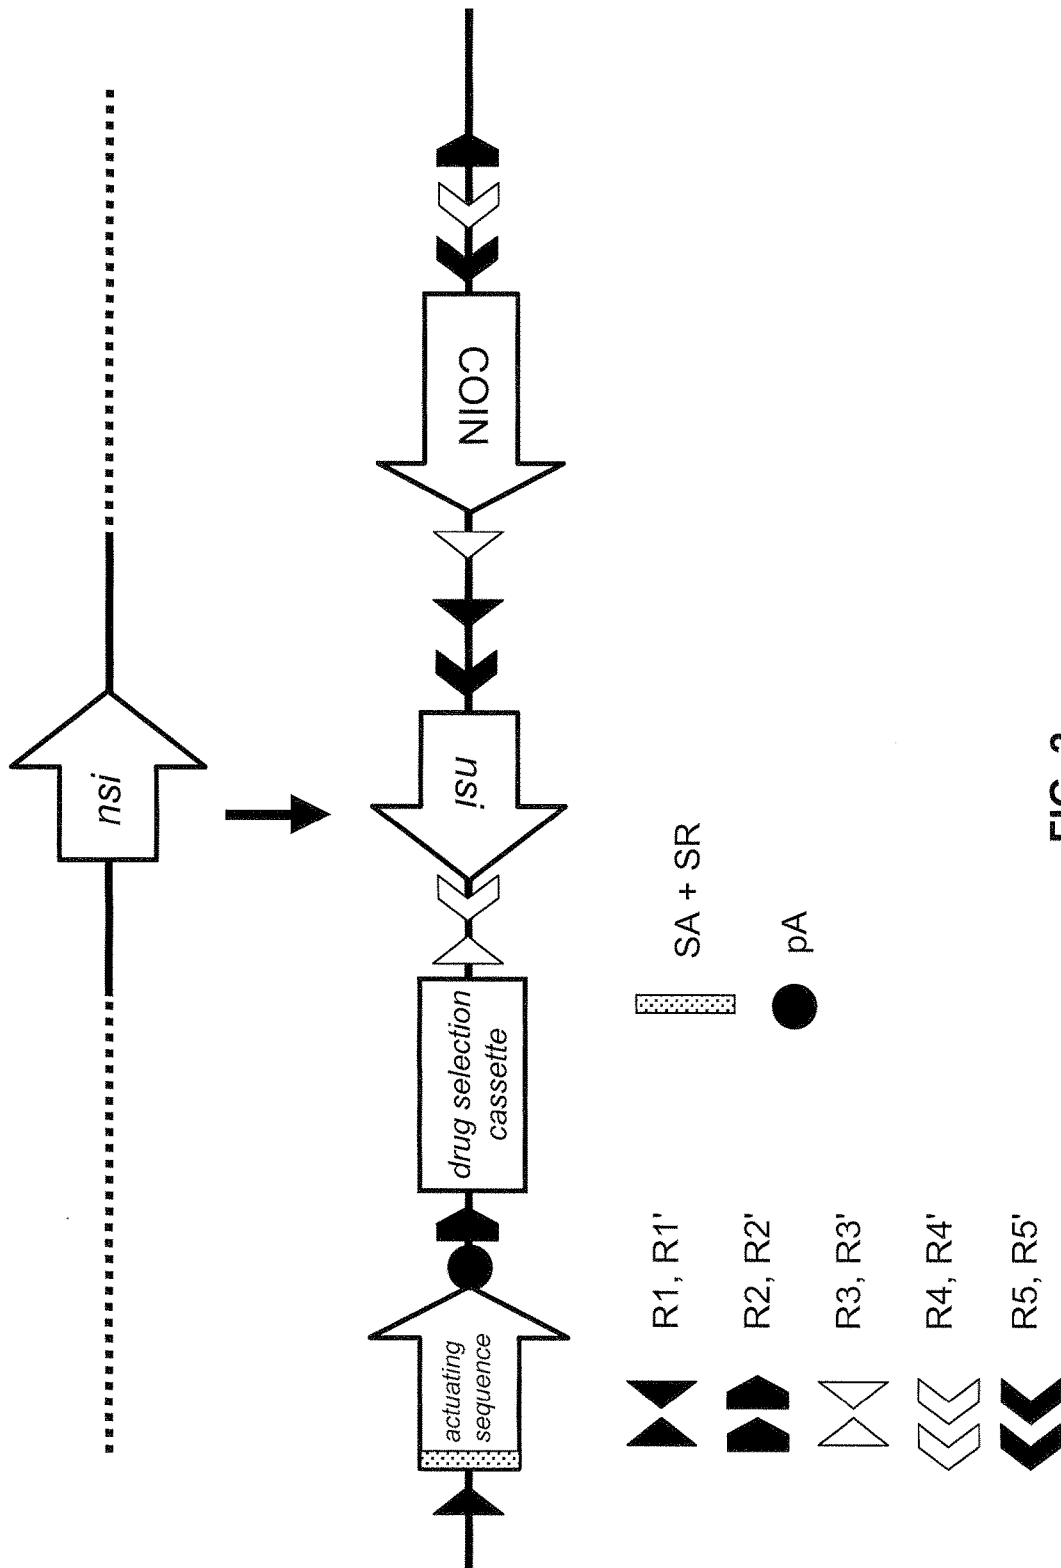 nsi
actuating
sequence
drug selection
cassette
nsi
COIN
R1, R1'
R2, R2'
R3, R3'
R4, R4'
R5, R5'
SA + SR
pA
FIG.